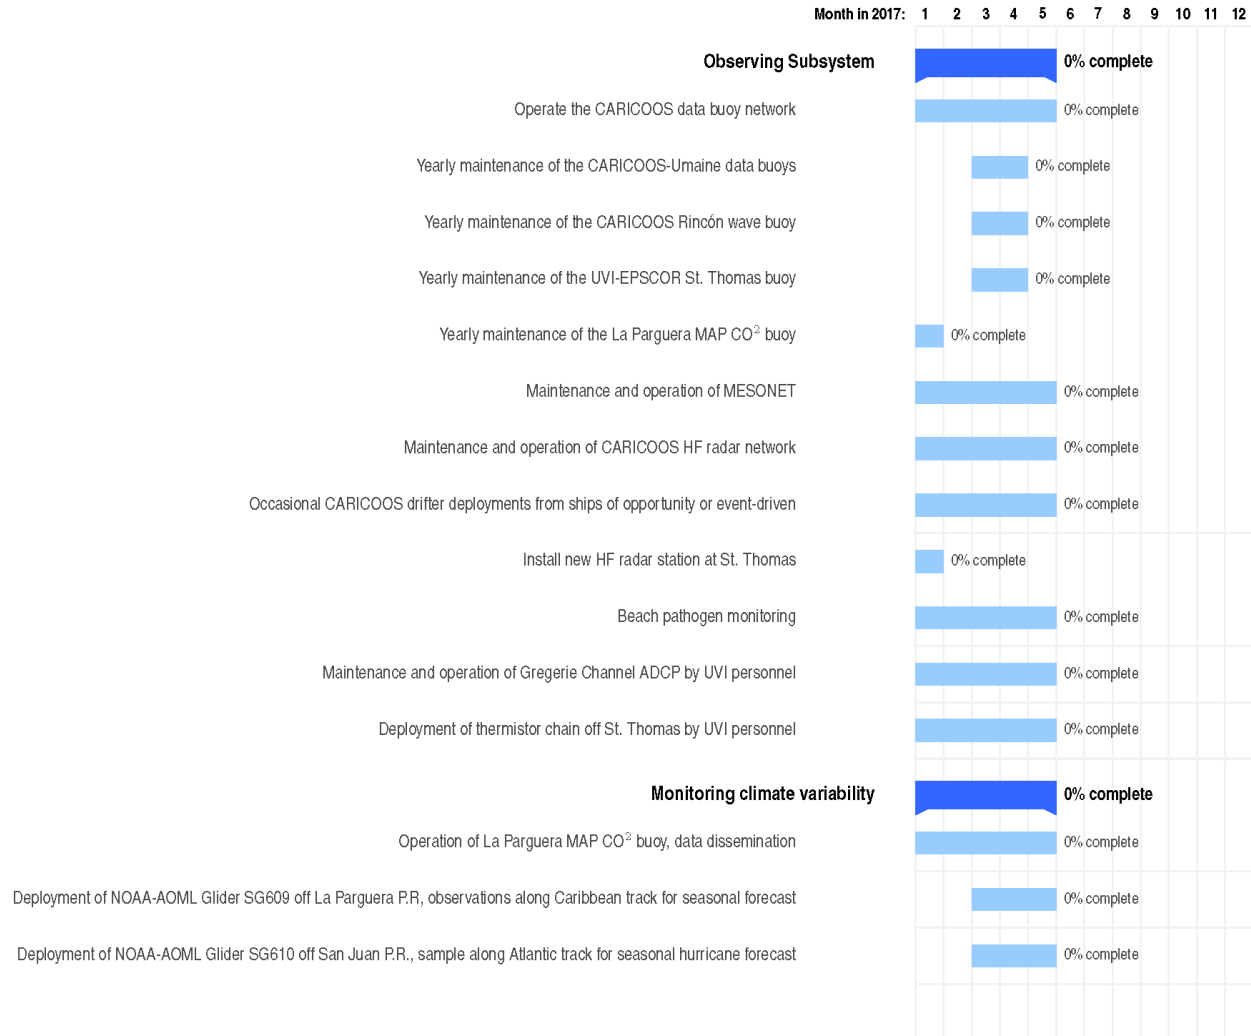 Month in 2017: 1 2 3 4 5 6 7 8 9 10 11 12
Observing Subsystem 0% complete
Operate the CARICOOS data buoy network 0% complete
Yearly maintenance of the CARICOOS-Umaine data buoys 0% complete
Yearly maintenance of the CARICOOS Rincón wave buoy 0% complete
Yearly maintenance of the UVI-EPSCOR St. Thomas buoy 0% complete
Yearly maintenance of the La Parguera MAP CO² buoy 0% complete
Maintenance and operation of MESONET 0% complete
Maintenance and operation of CARICOOS HF radar network 0% complete
Occasional CARICOOS drifter deployments from ships of opportunity or event-driven 0% complete
Install new HF radar station at St. Thomas 0% complete
Beach pathogen monitoring 0% complete
Maintenance and operation of Gregerie Channel ADCP by UVI personnel 0% complete
Deployment of thermistor chain off St. Thomas by UVI personnel 0% complete
Monitoring climate variability 0% complete
Operation of La Parguera MAP CO² buoy, data dissemination 0% complete
Deployment of NOAA-AOML Glider SG609 off La Parguera P.R, observations along Caribbean track for seasonal forecast 0% complete
Deployment of NOAA-AOML Glider SG610 off San Juan P.R., sample along Atlantic track for seasonal hurricane forecast 0% complete